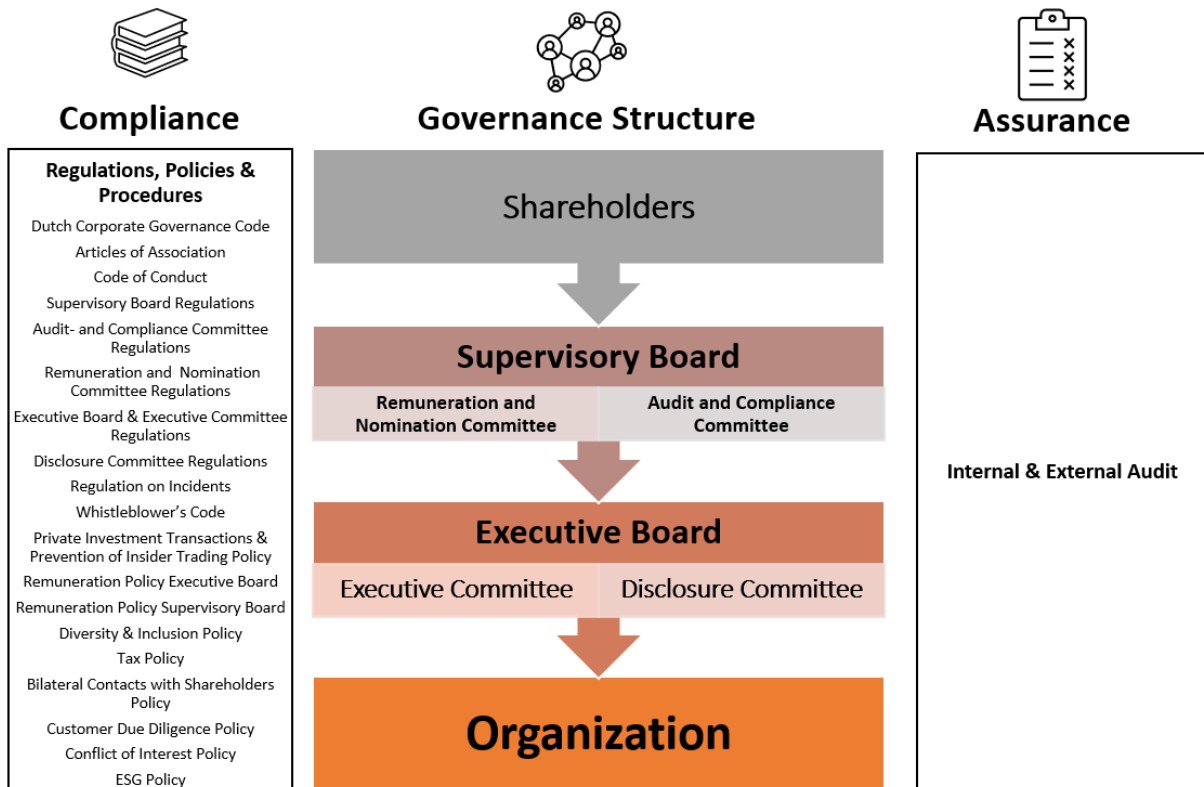 Compliance
Regulations, Policies &
Procedures
Dutch Corporate Governance Code
Articles of Association
Code of Conduct
Supervisory Board Regulations
Audit- and Compliance Committee
Regulations
Remuneration and Nomination
Committee Regulations
Executive Board & Executive Committee
Regulations
Disclosure Committee Regulations
Regulation on Incidents
Whistleblower's Code
Private Investment Transactions &
Prevention of Insider Trading Policy
Remuneration Policy Executive Board
Remuneration Policy Supervisory Board
Diversity & Inclusion Policy
Tax Policy
Bilateral Contacts with Shareholders
Policy
Customer Due Diligence Policy
Conflict of Interest Policy
ESG Policy
Governance Structure
Shareholders
Supervisory Board
Remuneration and
Nomination Committee
Audit and Compliance
Committee
Executive Board
Executive Committee
Disclosure Committee
Organization
Assurance
Internal & External Audit